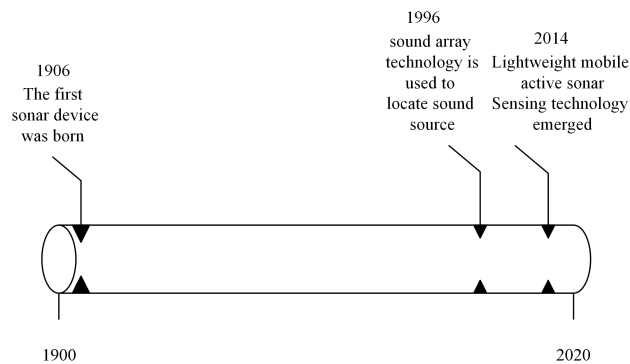 1906
The first
sonar device
was born
1996
sound array
technology is
used to
locate sound
source
2014
Lightweight mobile
active sonar
Sensing technology
emerged
1900
2020